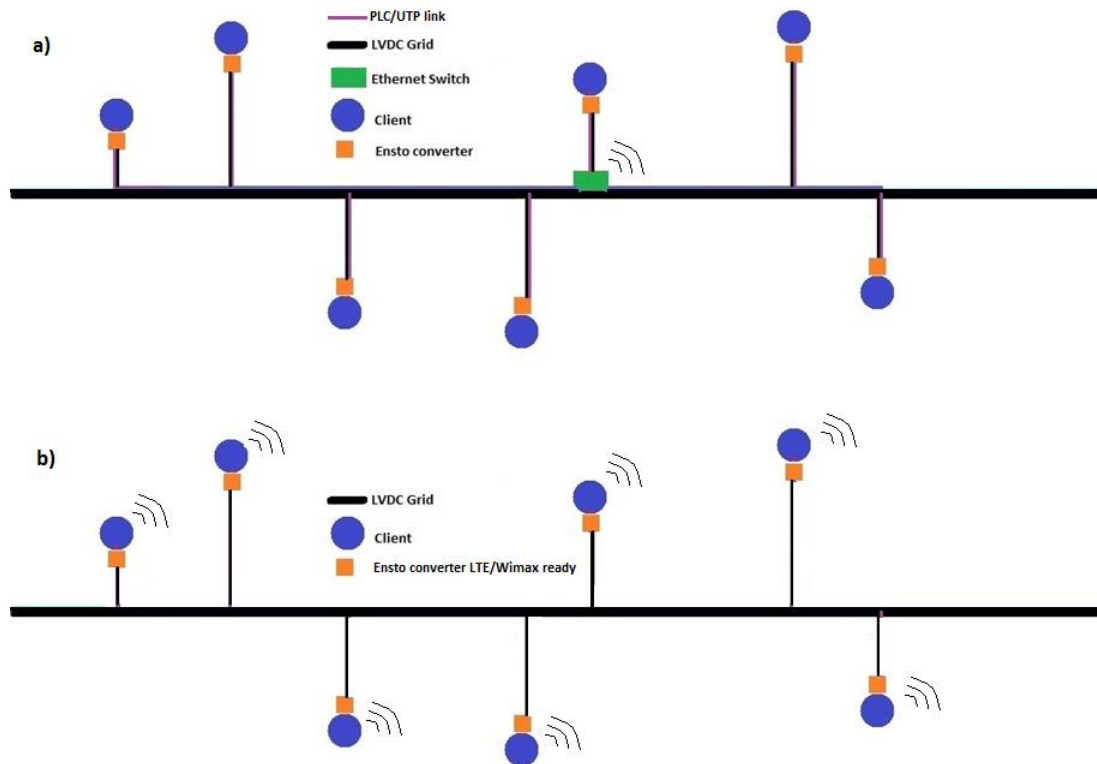 a)
PLC/UTP link
LVDC Grid
Ethernet Switch
Client
Ensto converter
b)
LVDC Grid
Client
Ensto converter LTE/Wimax ready